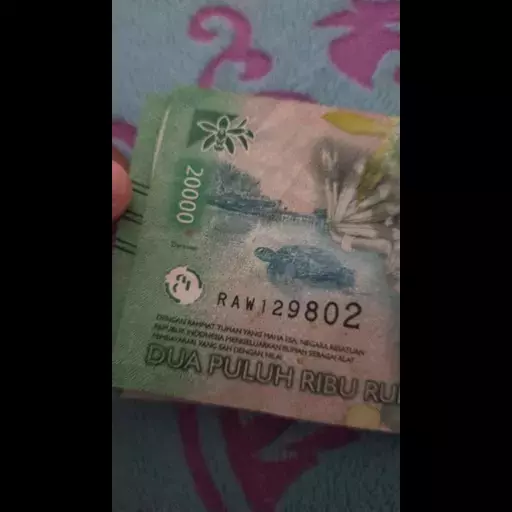 20000
Derawan
RAW129802
DENGAN RAHMAT TUHAN YANG MAHA ESA, NEGARA KESATUAN
REPUBLIK INDONESIA MENGELUARKAN RUPIAH SEBAGAI ALAT
PEMBAYARAN YANG SAH DENGAN NILAI
DUA PULUH RIBU RU